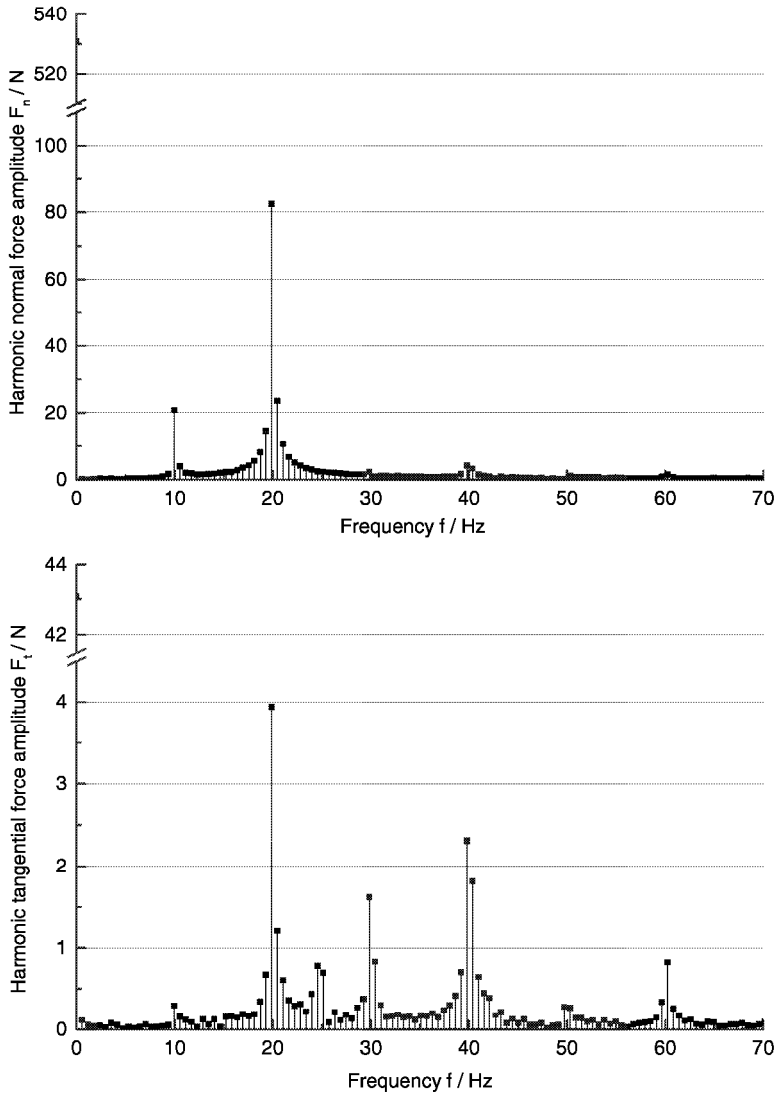 Harmonic normal force amplitude Fₙ / N
540
520
100
80
60
40
20
0
0 10 20 30 40 50 60 70
Frequency f / Hz
Harmonic tangential force amplitude Fₜ / N
44
42
4
3
2
1
0
0 10 20 30 40 50 60 70
Frequency f / Hz